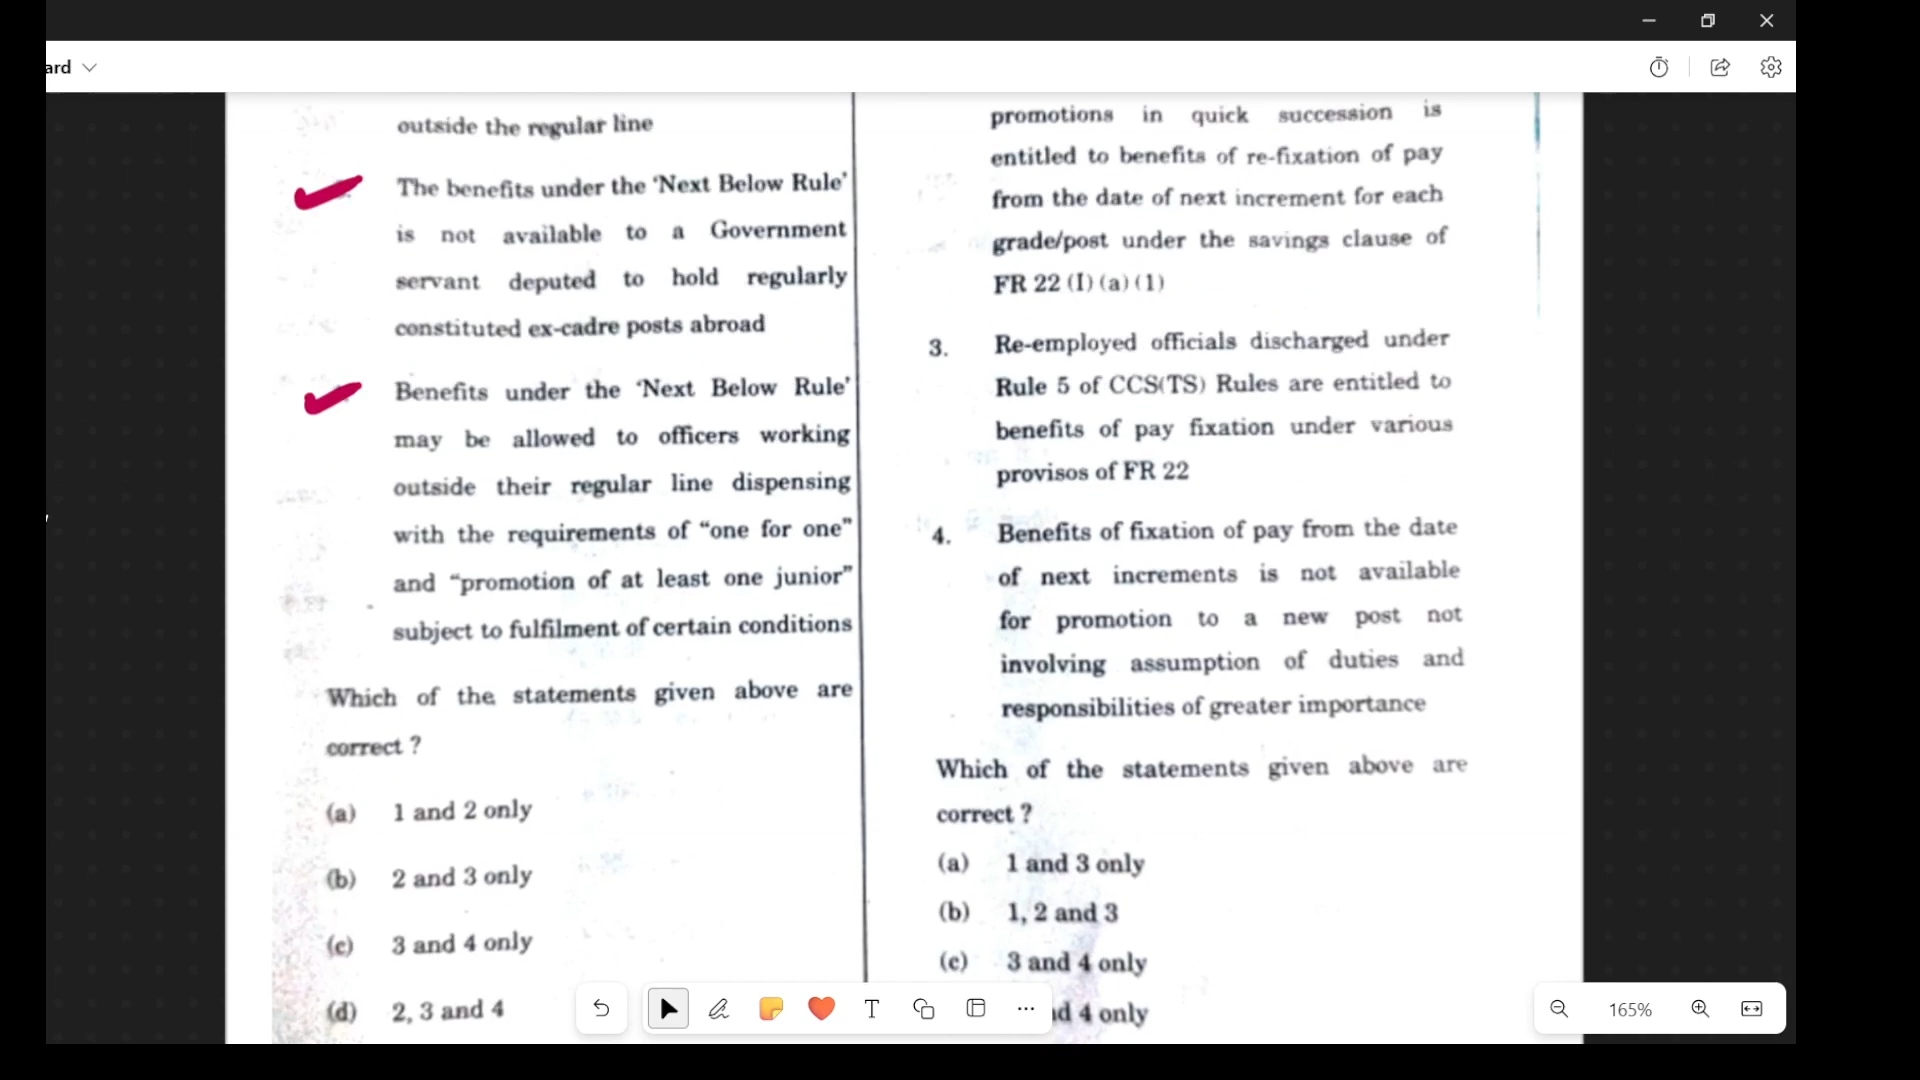 ard
outside the regular line
The benefits under the 'Next Below Rule'
is not available to a Government
servant deputed to hold regularly
constituted ex-cadre posts abroad
Benefits under the 'Next Below Rule'
may be allowed to officers working
outside their regular line dispensing
with the requirements of "one for one"
and "promotion of at least one junior"
subject to fulfilment of certain conditions
Which of the statements given above are
correct ?
(a) 1 and 2 only
(b) 2 and 3 only
(c) 3 and 4 only
(d) 2, 3 and 4
promotions in quick succession is
entitled to benefits of re-fixation of pay
from the date of next increment for each
grade/post under the savings clause of
FR 22 (I) (a) (1)
3. Re-employed officials discharged under
Rule 5 of CCS(TS) Rules are entitled to
benefits of pay fixation under various
provisos of FR 22
4. Benefits of fixation of pay from the date
of next increments is not available
for promotion to a new post not
involving assumption of duties and
responsibilities of greater importance
Which of the statements given above are
correct ?
(a) 1 and 3 only
(b) 1, 2 and 3
(c) 3 and 4 only
d 4 only
165%